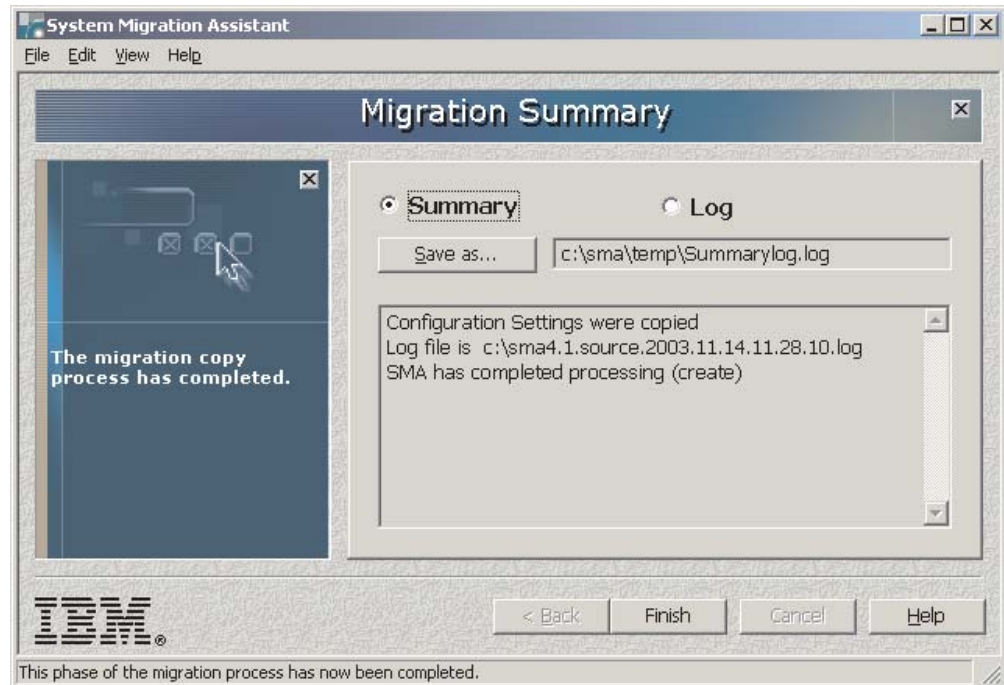 System Migration Assistant
File Edit View Help
Migration Summary
The migration copy
process has completed.
Summary
Log
Save as...
c:\sma\temp\Summarylog.log
Configuration Settings were copied
Log file is c:\sma4.1.source.2003.11.14.11.28.10.log
SMA has completed processing (create)
IBM®
< Back
Finish
Cancel
Help
This phase of the migration process has now been completed.